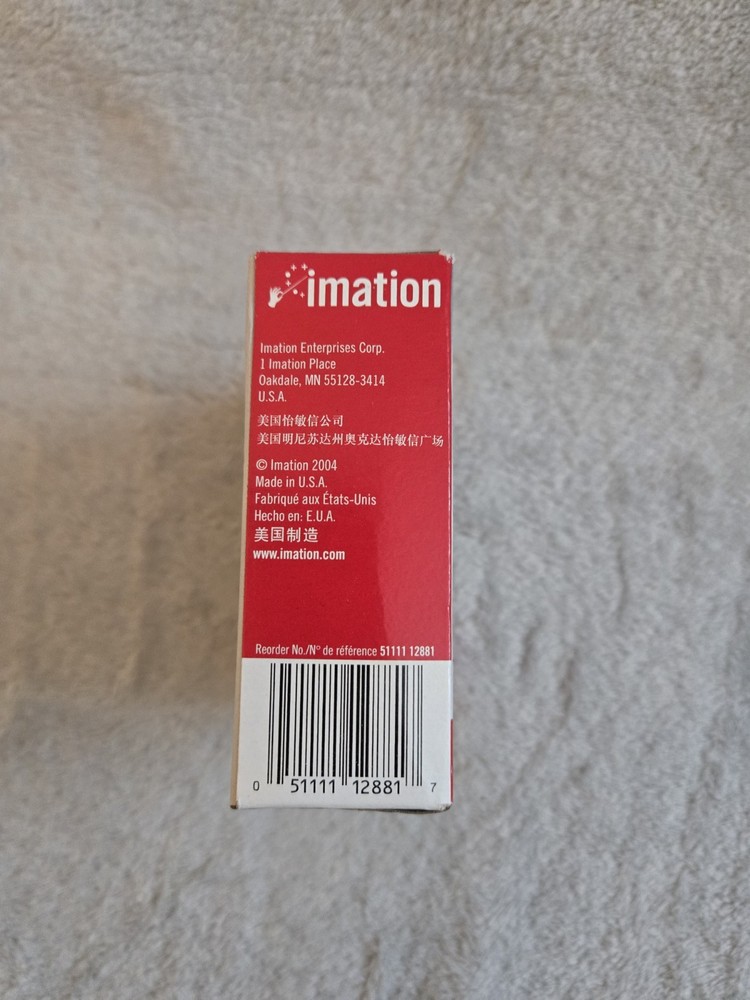 imation
Imation Enterprises Corp.
1 Imation Place
Oakdale, MN 55128-3414
U.S.A.
美国怡敏信公司
美国明尼苏达州奥克达怡敏信广场
© Imation 2004
Made in U.S.A.
Fabriqué aux États-Unis
Hecho en: E.U.A.
美国制造
www.imation.com
Reorder No./N° de référence 51111 12881
0 51111 12881 7